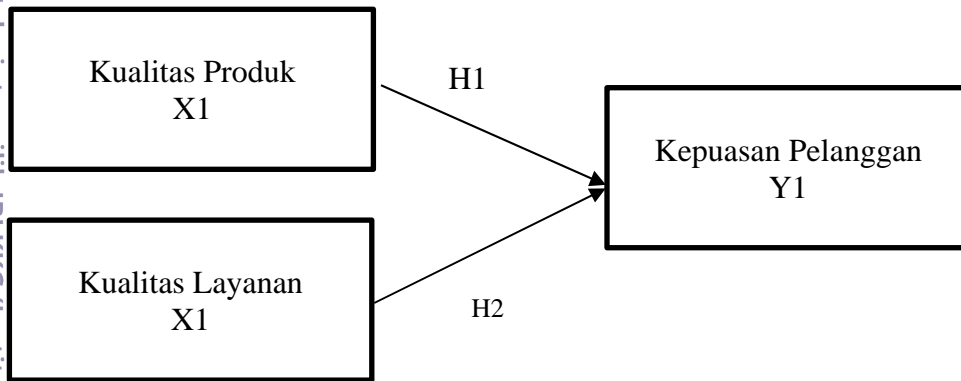 Kualitas Produk
X1
H1
Kepuasan Pelanggan
Y1
Kualitas Layanan
X1
H2